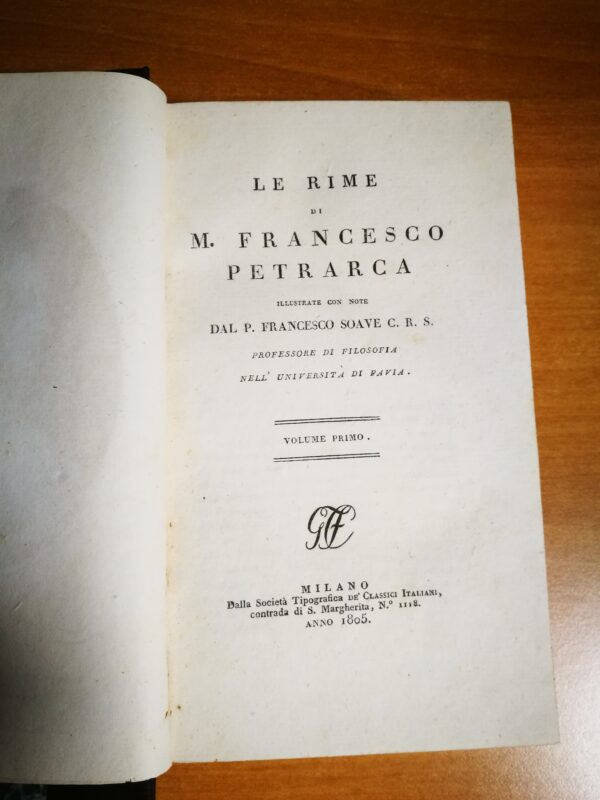 LE RIME
DI
M. FRANCESCO
PETRARCA
ILLUSTRATE CON NOTE
DAL P. FRANCESCO SOAVE C. R. S.
PROFESSORE DI FILOSOFIA
NELL' UNIVERSITÀ DI PAVIA.
VOLUME PRIMO.
MILANO
Dalla Società Tipografica DE' CLASSICI ITALIANI,
contrada di S. Margherita, N.º 1118.
ANNO 1805.